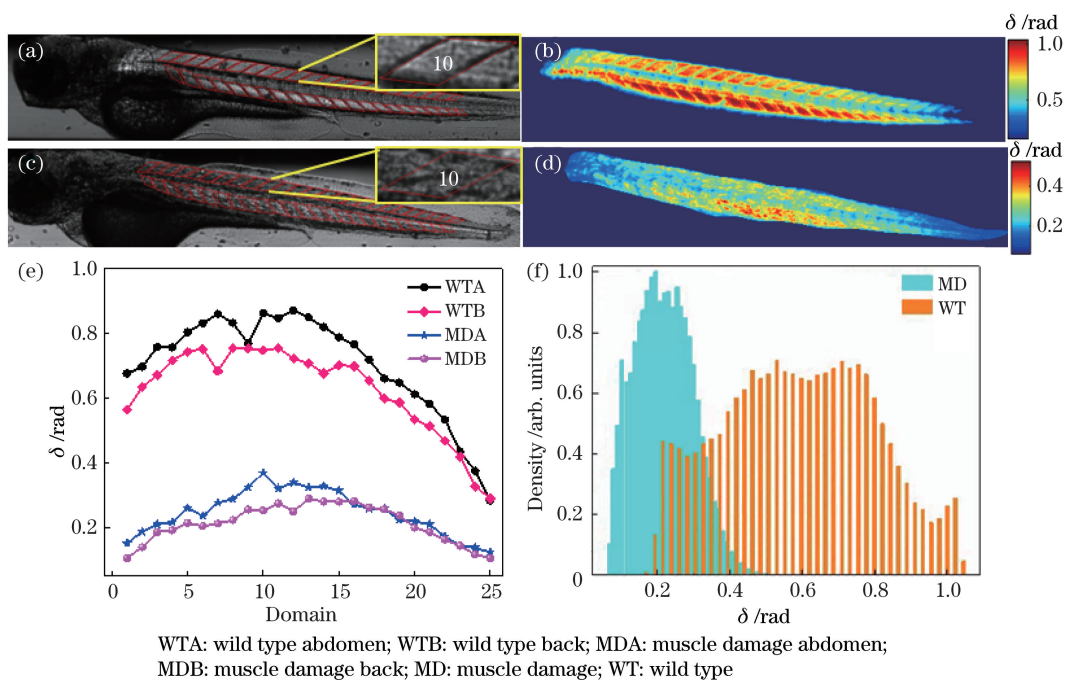 (a)
10
(b)
δ /rad
1.0
0.5
(c)
10
(d)
δ /rad
0.4
0.2
(e)
δ /rad
1.0
0.8
0.6
0.4
0.2
0 5 10 15 20 25
Domain
WTA
WTB
MDA
MDB
(f)
Density /arb. units
1.0
0.8
0.6
0.4
0.2
0
0.2 0.4 0.6 0.8 1.0
δ /rad
MD
WT
WTA: wild type abdomen; WTB: wild type back; MDA: muscle damage abdomen;
MDB: muscle damage back; MD: muscle damage; WT: wild type